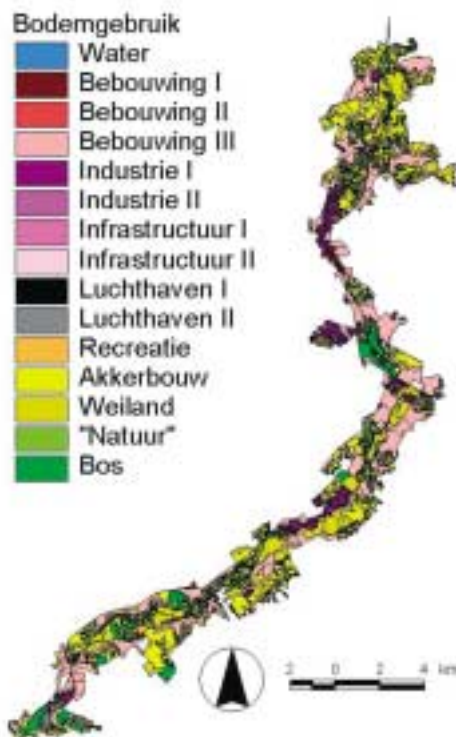 Bodemgebruik
Water
Bebouwing I
Bebouwing II
Bebouwing III
Industrie I
Industrie II
Infrastructuur I
Infrastructuur II
Luchthaven I
Luchthaven II
Recreatie
Akkerbouw
Weiland
"Natuur"
Bos
2 0 2 4 km